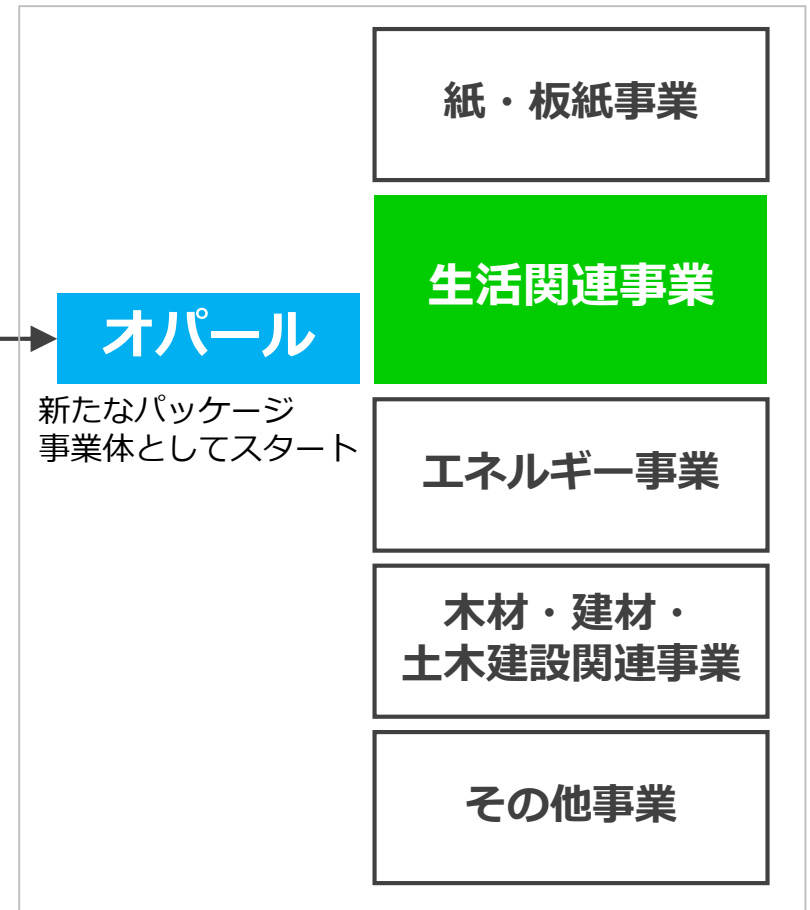 紙・板紙事業
生活関連事業
オパール
新たなパッケージ
事業体としてスタート
エネルギー事業
木材・建材・
土木建設関連事業
その他事業